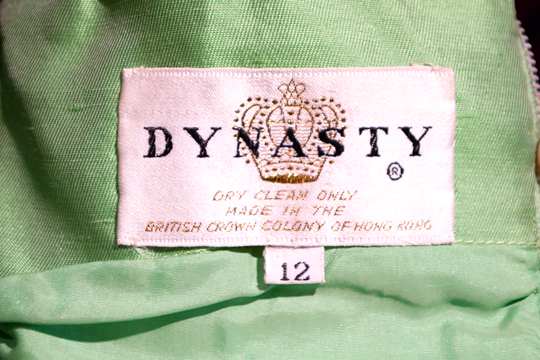 DYNASTY
®
DRY CLEAN ONLY
MADE IN THE
BRITISH CROWN COLONY OF HONG KONG
12